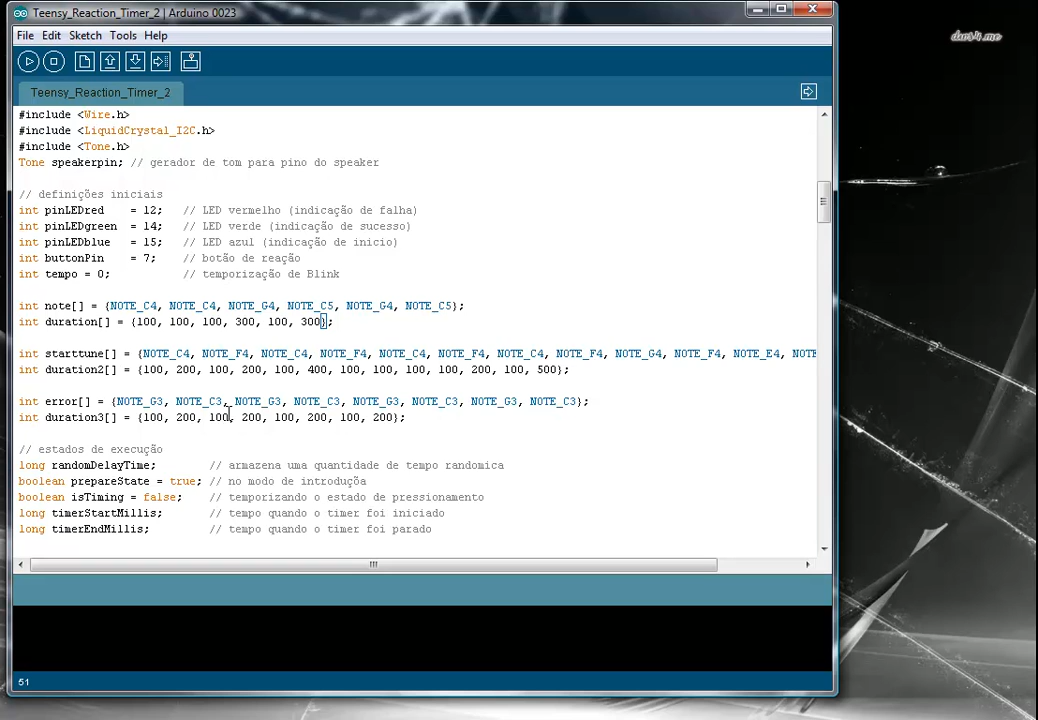 Teensy_Reaction_Timer_2 | Arduino 0023
File Edit Sketch Tools Help
Teensy_Reaction_Timer_2
#include <Wire.h>
#include <LiquidCrystal_I2C.h>
#include <Tone.h>
Tone speakerpin; // gerador de tom para pino do speaker
// definições iniciais
int pinLEDred = 12; // LED vermelho (indicação de falha)
int pinLEDgreen = 14; // LED verde (indicação de sucesso)
int pinLEDblue = 15; // LED azul (indicação de inicio)
int buttonPin = 7; // botão de reação
int tempo = 0; // temporização de Blink
int note[] = {NOTE_C4, NOTE_C4, NOTE_G4, NOTE_C5, NOTE_G4, NOTE_C5};
int duration[] = {100, 100, 100, 300, 100, 300};
int starttune[] = {NOTE_C4, NOTE_F4, NOTE_C4, NOTE_F4, NOTE_C4, NOTE_F4, NOTE_C4, NOTE_F4, NOTE_G4, NOTE_F4, NOTE_E4, NOTE
int duration2[] = {100, 200, 100, 200, 100, 400, 100, 100, 100, 100, 200, 100, 500};
int error[] = {NOTE_G3, NOTE_C3, NOTE_G3, NOTE_C3, NOTE_G3, NOTE_C3, NOTE_G3, NOTE_C3};
int duration3[] = {100, 200, 100, 200, 100, 200, 100, 200};
// estados de execução
long randomDelayTime; // armazena uma quantidade de tempo randomica
boolean prepareState = true; // no modo de introdução
boolean isTiming = false; // temporizando o estado de pressionamento
long timerStartMillis; // tempo quando o timer foi iniciado
long timerEndMillis; // tempo quando o timer foi parado
51